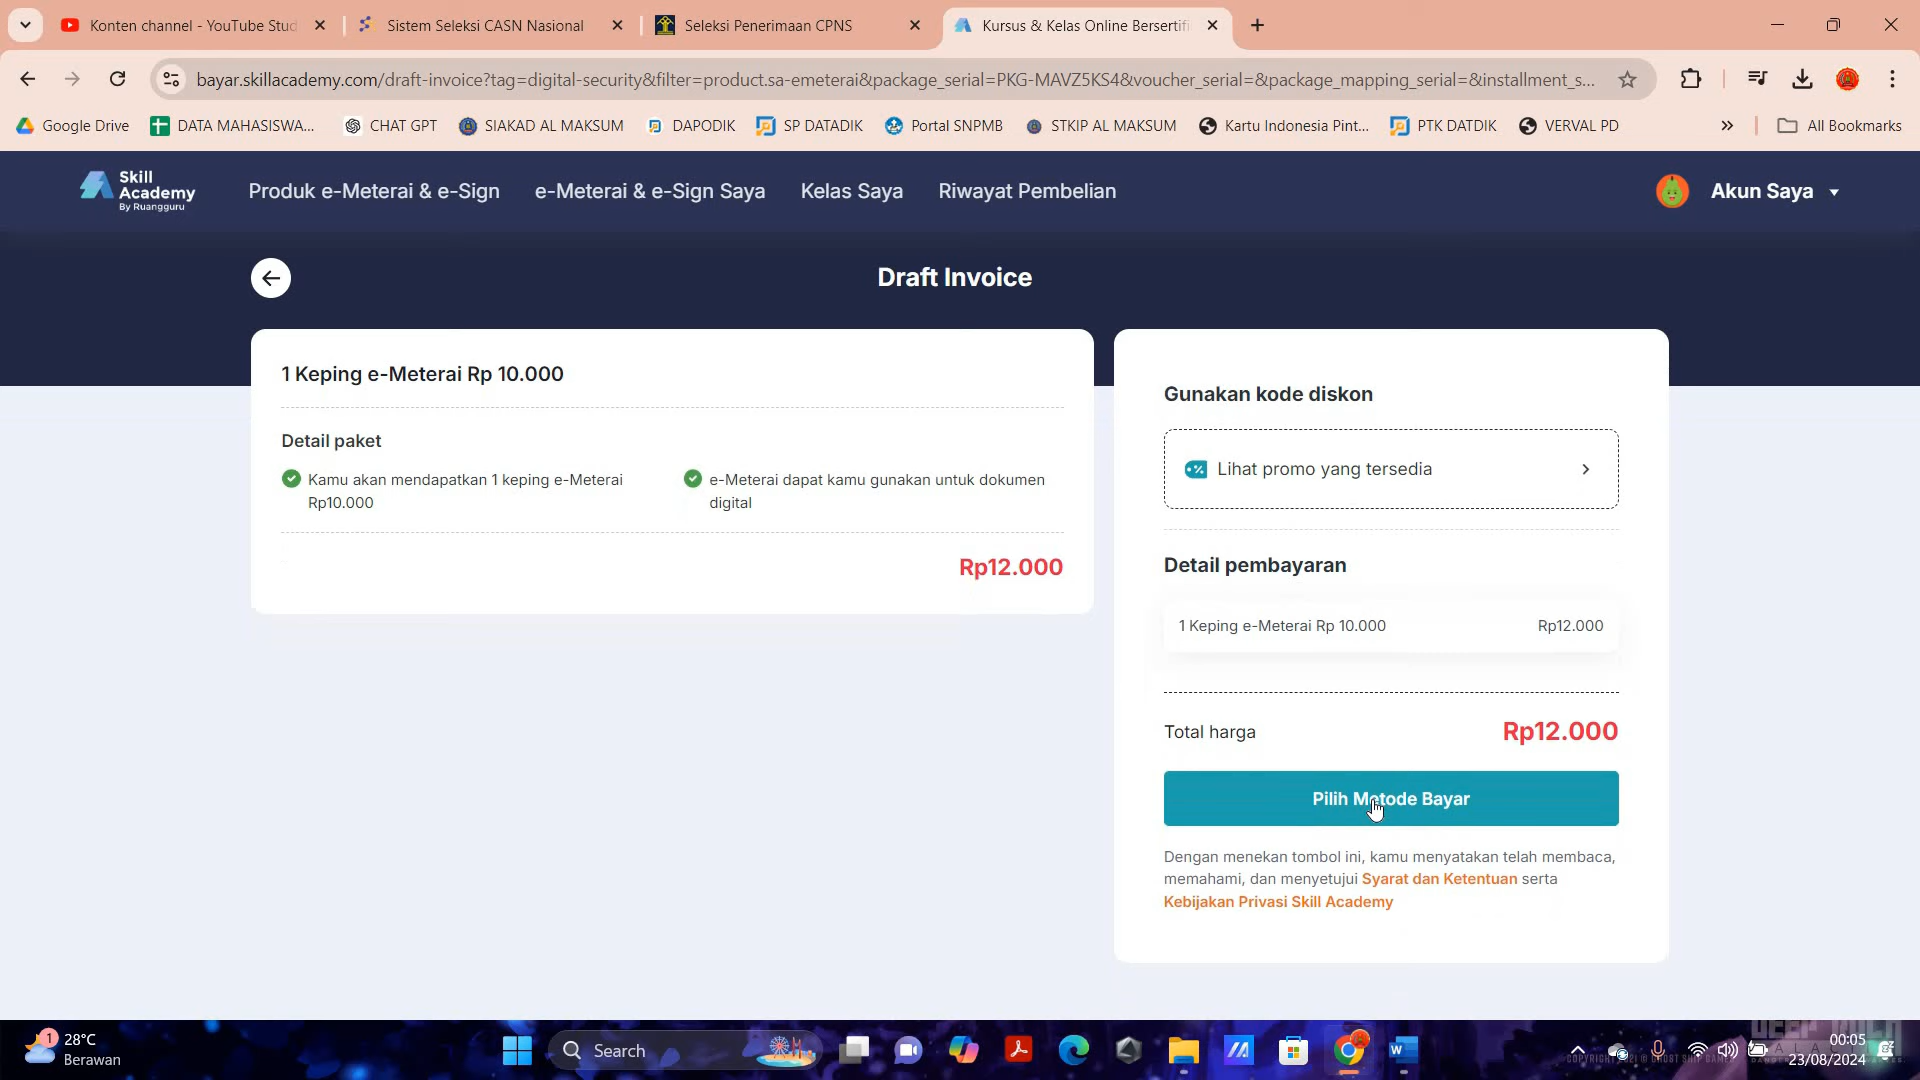 Konten channel - YouTube Stud
Sistem Seleksi CASN Nasional
Seleksi Penerimaan CPNS
Kursus & Kelas Online Bersertifi
bayar.skillacademy.com/draft-invoice?tag=digital-security&filter=product.sa-emeterai&package_serial=PKG-MAVZ5KS4&voucher_serial=&package_mapping_serial=&installment_s...
Google Drive
DATA MAHASISWA...
CHAT GPT
SIAKAD AL MAKSUM
DAPODIK
SP DATADIK
Portal SNPMB
STKIP AL MAKSUM
Kartu Indonesia Pint...
PTK DATDIK
VERVAL PD
All Bookmarks
Skill
Academy
By Ruangguru
Produk e-Meterai & e-Sign
e-Meterai & e-Sign Saya
Kelas Saya
Riwayat Pembelian
Akun Saya
Draft Invoice
1 Keping e-Meterai Rp 10.000
Detail paket
Kamu akan mendapatkan 1 keping e-Meterai
Rp10.000
e-Meterai dapat kamu gunakan untuk dokumen
digital
Rp12.000
Gunakan kode diskon
Lihat promo yang tersedia
Detail pembayaran
1 Keping e-Meterai Rp 10.000
Rp12.000
Total harga
Rp12.000
Pilih Metode Bayar
Dengan menekan tombol ini, kamu menyatakan telah membaca,
memahami, dan menyetujui Syarat dan Ketentuan serta
Kebijakan Privasi Skill Academy
1
28°C
Berawan
Search
00:05
23/08/2024